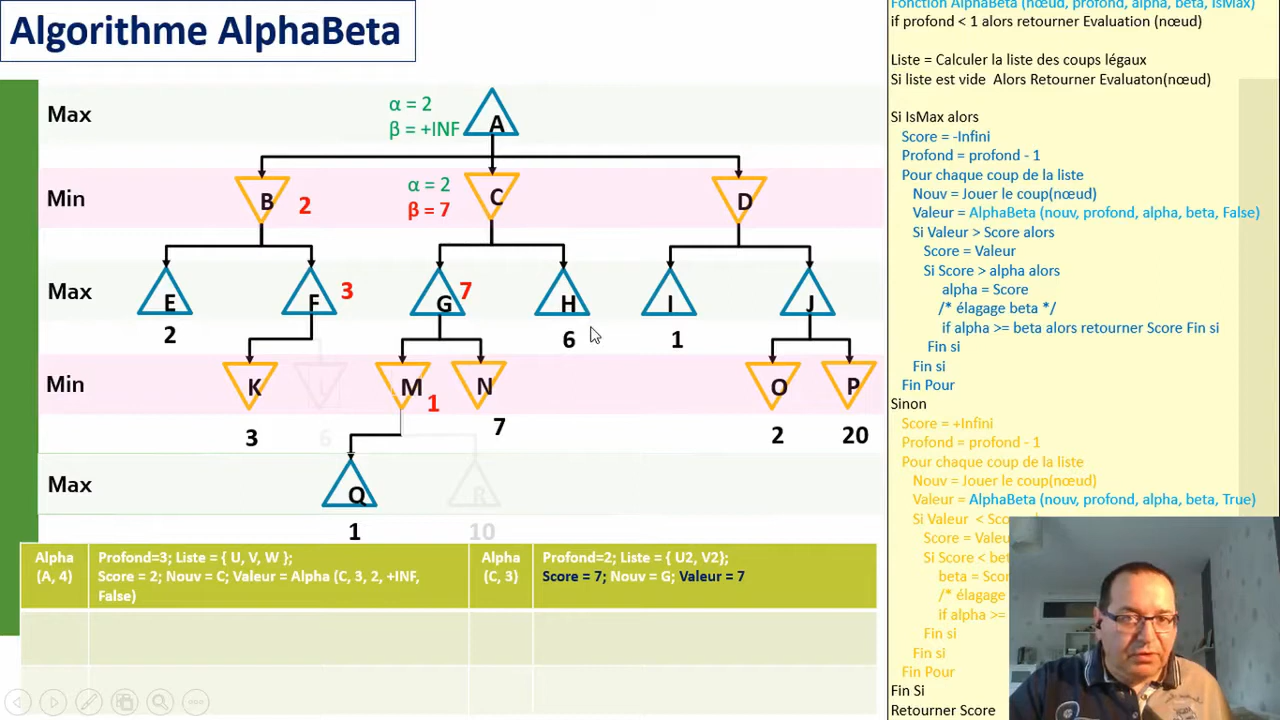 Algorithme AlphaBeta
Max
α = 2
β = +INF
A
Min
B
2
α = 2
β = 7
C
D
Max
E
2
F
3
G
7
H
6
I
1
J
Min
K
3
6
M
1
N
7
O
2
P
20
Max
Q
1
R
10
Alpha
(A, 4)
Profond=3; Liste = { U, V, W };
Score = 2; Nouv = C; Valeur = Alpha (C, 3, 2, +INF,
False)
Alpha
(C, 3)
Profond=2; Liste = { U2, V2};
Score = 7; Nouv = G; Valeur = 7
Fonction AlphaBeta (nœud, profond, alpha, beta, IsMax)
if profond < 1 alors retourner Evaluation (nœud)
Liste = Calculer la liste des coups légaux
Si liste est vide Alors Retourner Evaluaton(nœud)
Si IsMax alors
Score = -Infini
Profond = profond - 1
Pour chaque coup de la liste
Nouv = Jouer le coup(nœud)
Valeur = AlphaBeta (nouv, profond, alpha, beta, False)
Si Valeur > Score alors
Score = Valeur
Si Score > alpha alors
alpha = Score
/* élagage beta */
if alpha >= beta alors retourner Score Fin si
Fin si
Fin si
Fin Pour
Sinon
Score = +Infini
Profond = profond - 1
Pour chaque coup de la liste
Nouv = Jouer le coup(nœud)
Valeur = AlphaBeta (nouv, profond, alpha, beta, True)
Si Valeur < Sco
Score = Valeu
Si Score < bet
beta = Scor
/* élagage
if alpha >=
Fin si
Fin si
Fin Pour
Fin Si
Retourner Score